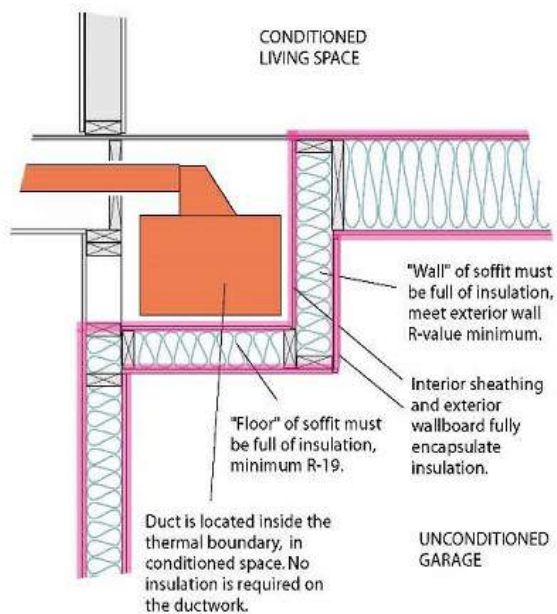 CONDITIONED
LIVING SPACE
"Wall" of soffit must
be full of insulation,
meet exterior wall
R-value minimum.
Interior sheathing
and exterior
wallboard fully
encapsulate
insulation.
"Floor" of soffit must
be full of insulation,
minimum R-19.
Duct is located inside the
thermal boundary, in
conditioned space. No
insulation is required on
the ductwork.
UNCONDITIONED
GARAGE